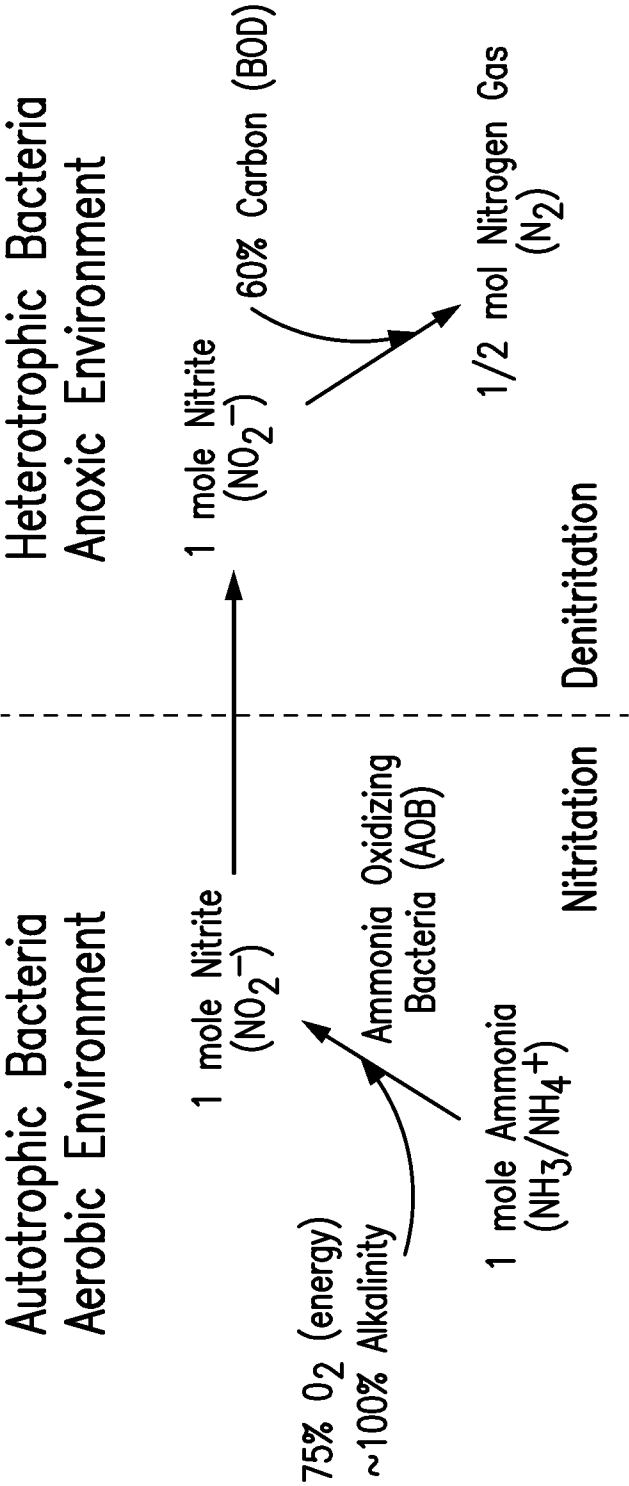 Autotrophic Bacteria
Aerobic Environment
Heterotrophic Bacteria
Anoxic Environment
1 mole Nitrite
(NO₂⁻)
1 mole Nitrite
(NO₂⁻)
75% O₂ (energy)
~100% Alkalinity
60% Carbon (BOD)
Ammonia Oxidizing
Bacteria (AOB)
1 mole Ammonia
(NH₃/NH₄⁺)
1/2 mol Nitrogen Gas
(N₂)
Nitritation
Denitritation